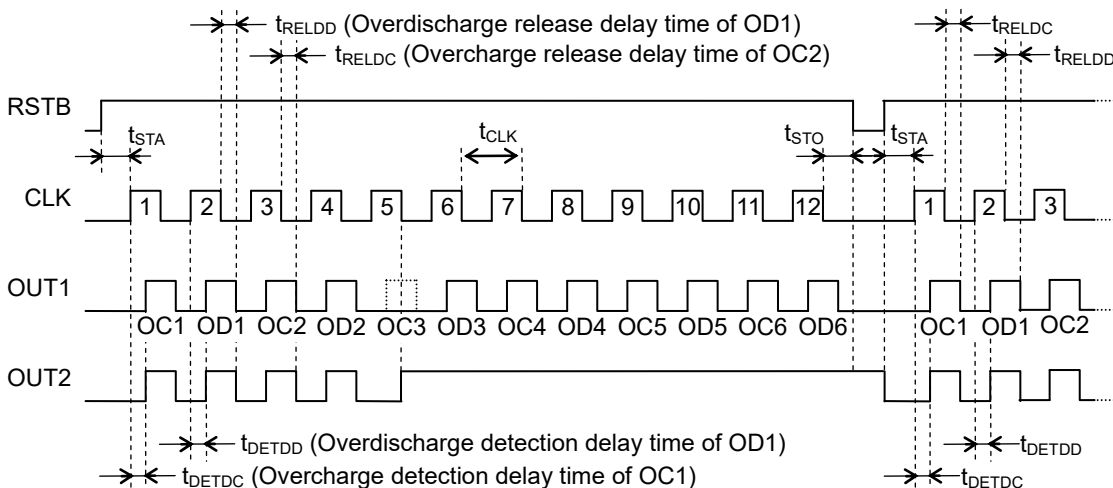 tRELDD (Overdischarge release delay time of OD1)
tRELDC (Overcharge release delay time of OC2)
tRELDC
tRELDD
RSTB
tSTA
tCLK
tSTO
tSTA
CLK
1 2 3 4 5 6 7 8 9 10 11 12 1 2 3
OUT1
OC1 OD1 OC2 OD2 OC3 OD3 OC4 OD4 OC5 OD5 OC6 OD6 OC1 OD1 OC2
OUT2
tDETDD (Overdischarge detection delay time of OD1)
tDETDD
tDETDC (Overcharge detection delay time of OC1)
tDETDC